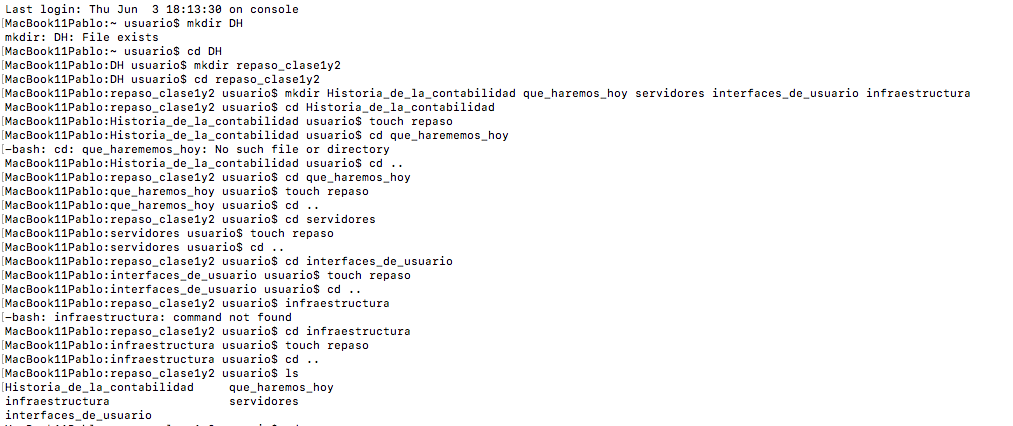 Last login: Thu Jun  3 18:13:30 on console
[MacBook11Pablo:~ usuario$ mkdir DH
mkdir: DH: File exists
[MacBook11Pablo:~ usuario$ cd DH
[MacBook11Pablo:DH usuario$ mkdir repaso_clase1y2
[MacBook11Pablo:DH usuario$ cd repaso_clase1y2
[MacBook11Pablo:repaso_clase1y2 usuario$ mkdir Historia_de_la_contabilidad que_haremos_hoy servidores interfaces_de_usuario infraestructura
MacBook11Pablo:repaso_clase1y2 usuario$ cd Historia_de_la_contabilidad
[MacBook11Pablo:Historia_de_la_contabilidad usuario$ touch repaso
[MacBook11Pablo:Historia_de_la_contabilidad usuario$ cd que_harememos_hoy
[-bash: cd: que_harememos_hoy: No such file or directory
MacBook11Pablo:Historia_de_la_contabilidad usuario$ cd ..
[MacBook11Pablo:repaso_clase1y2 usuario$ cd que_haremos_hoy
[MacBook11Pablo:que_haremos_hoy usuario$ touch repaso
[MacBook11Pablo:que_haremos_hoy usuario$ cd ..
[MacBook11Pablo:repaso_clase1y2 usuario$ cd servidores
[MacBook11Pablo:servidores usuario$ touch repaso
[MacBook11Pablo:servidores usuario$ cd ..
[MacBook11Pablo:repaso_clase1y2 usuario$ cd interfaces_de_usuario
[MacBook11Pablo:interfaces_de_usuario usuario$ touch repaso
[MacBook11Pablo:interfaces_de_usuario usuario$ cd ..
[MacBook11Pablo:repaso_clase1y2 usuario$ infraestructura
[-bash: infraestructura: command not found
MacBook11Pablo:repaso_clase1y2 usuario$ cd infraestructura
[MacBook11Pablo:infraestructura usuario$ touch repaso
[MacBook11Pablo:infraestructura usuario$ cd ..
[MacBook11Pablo:repaso_clase1y2 usuario$ ls
[Historia_de_la_contabilidad     que_haremos_hoy
infraestructura                 servidores
interfaces_de_usuario